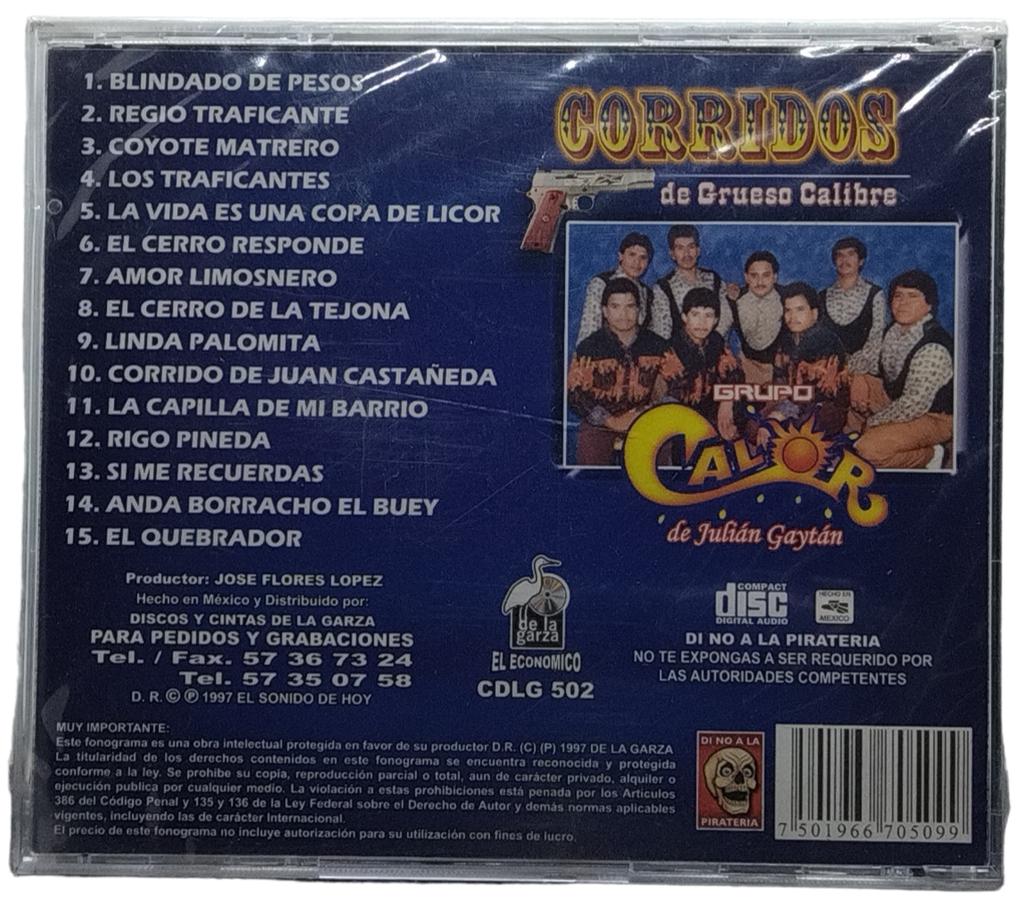 1. BLINDADO DE PESOS
2. REGIO TRAFICANTE
3. COYOTE MATRERO
4. LOS TRAFICANTES
5. LA VIDA ES UNA COPA DE LICOR
6. EL CERRO RESPONDE
7. AMOR LIMOSNERO
8. EL CERRO DE LA TEJONA
9. LINDA PALOMITA
10. CORRIDO DE JUAN CASTAÑEDA
11. LA CAPILLA DE MI BARRIO
12. RIGO PINEDA
13. SI ME RECUERDAS
14. ANDA BORRACHO EL BUEY
15. EL QUEBRADOR
CORRIDOS
de Grueso Calibre
GRUPO
CALOR
de Julián Gaytán
Productor: JOSE FLORES LOPEZ
Hecho en México y Distribuido por:
DISCOS Y CINTAS DE LA GARZA
PARA PEDIDOS Y GRABACIONES
Tel. / Fax. 57 36 73 24
Tel. 57 35 07 58
D. R. © Ⓟ 1997 EL SONIDO DE HOY
de la
garza
EL ECONOMICO
CDLG 502
COMPACT
disc
DIGITAL AUDIO
HECHO EN
MEXICO
DI NO A LA PIRATERIA
NO TE EXPONGAS A SER REQUERIDO POR
LAS AUTORIDADES COMPETENTES
MUY IMPORTANTE:
Este fonograma es una obra intelectual protegida en favor de su productor D.R. (C) (P) 1997 DE LA GARZA
La titularidad de los derechos contenidos en este fonograma se encuentra reconocida y protegida
conforme a la ley. Se prohibe su copia, reproducción parcial o total, aun de carácter privado, alquiler o
ejecución publica por cualquier medio. La violación a estas prohibiciones está penada por los Articulos
386 del Código Penal y 135 y 136 de la Ley Federal sobre el Derecho de Autor y demás normas aplicables
vigentes, incluyendo las de carácter Internacional.
El precio de este fonograma no incluye autorización para su utilización con fines de lucro.
DI NO A LA
PIRATERIA
7 501966 705099